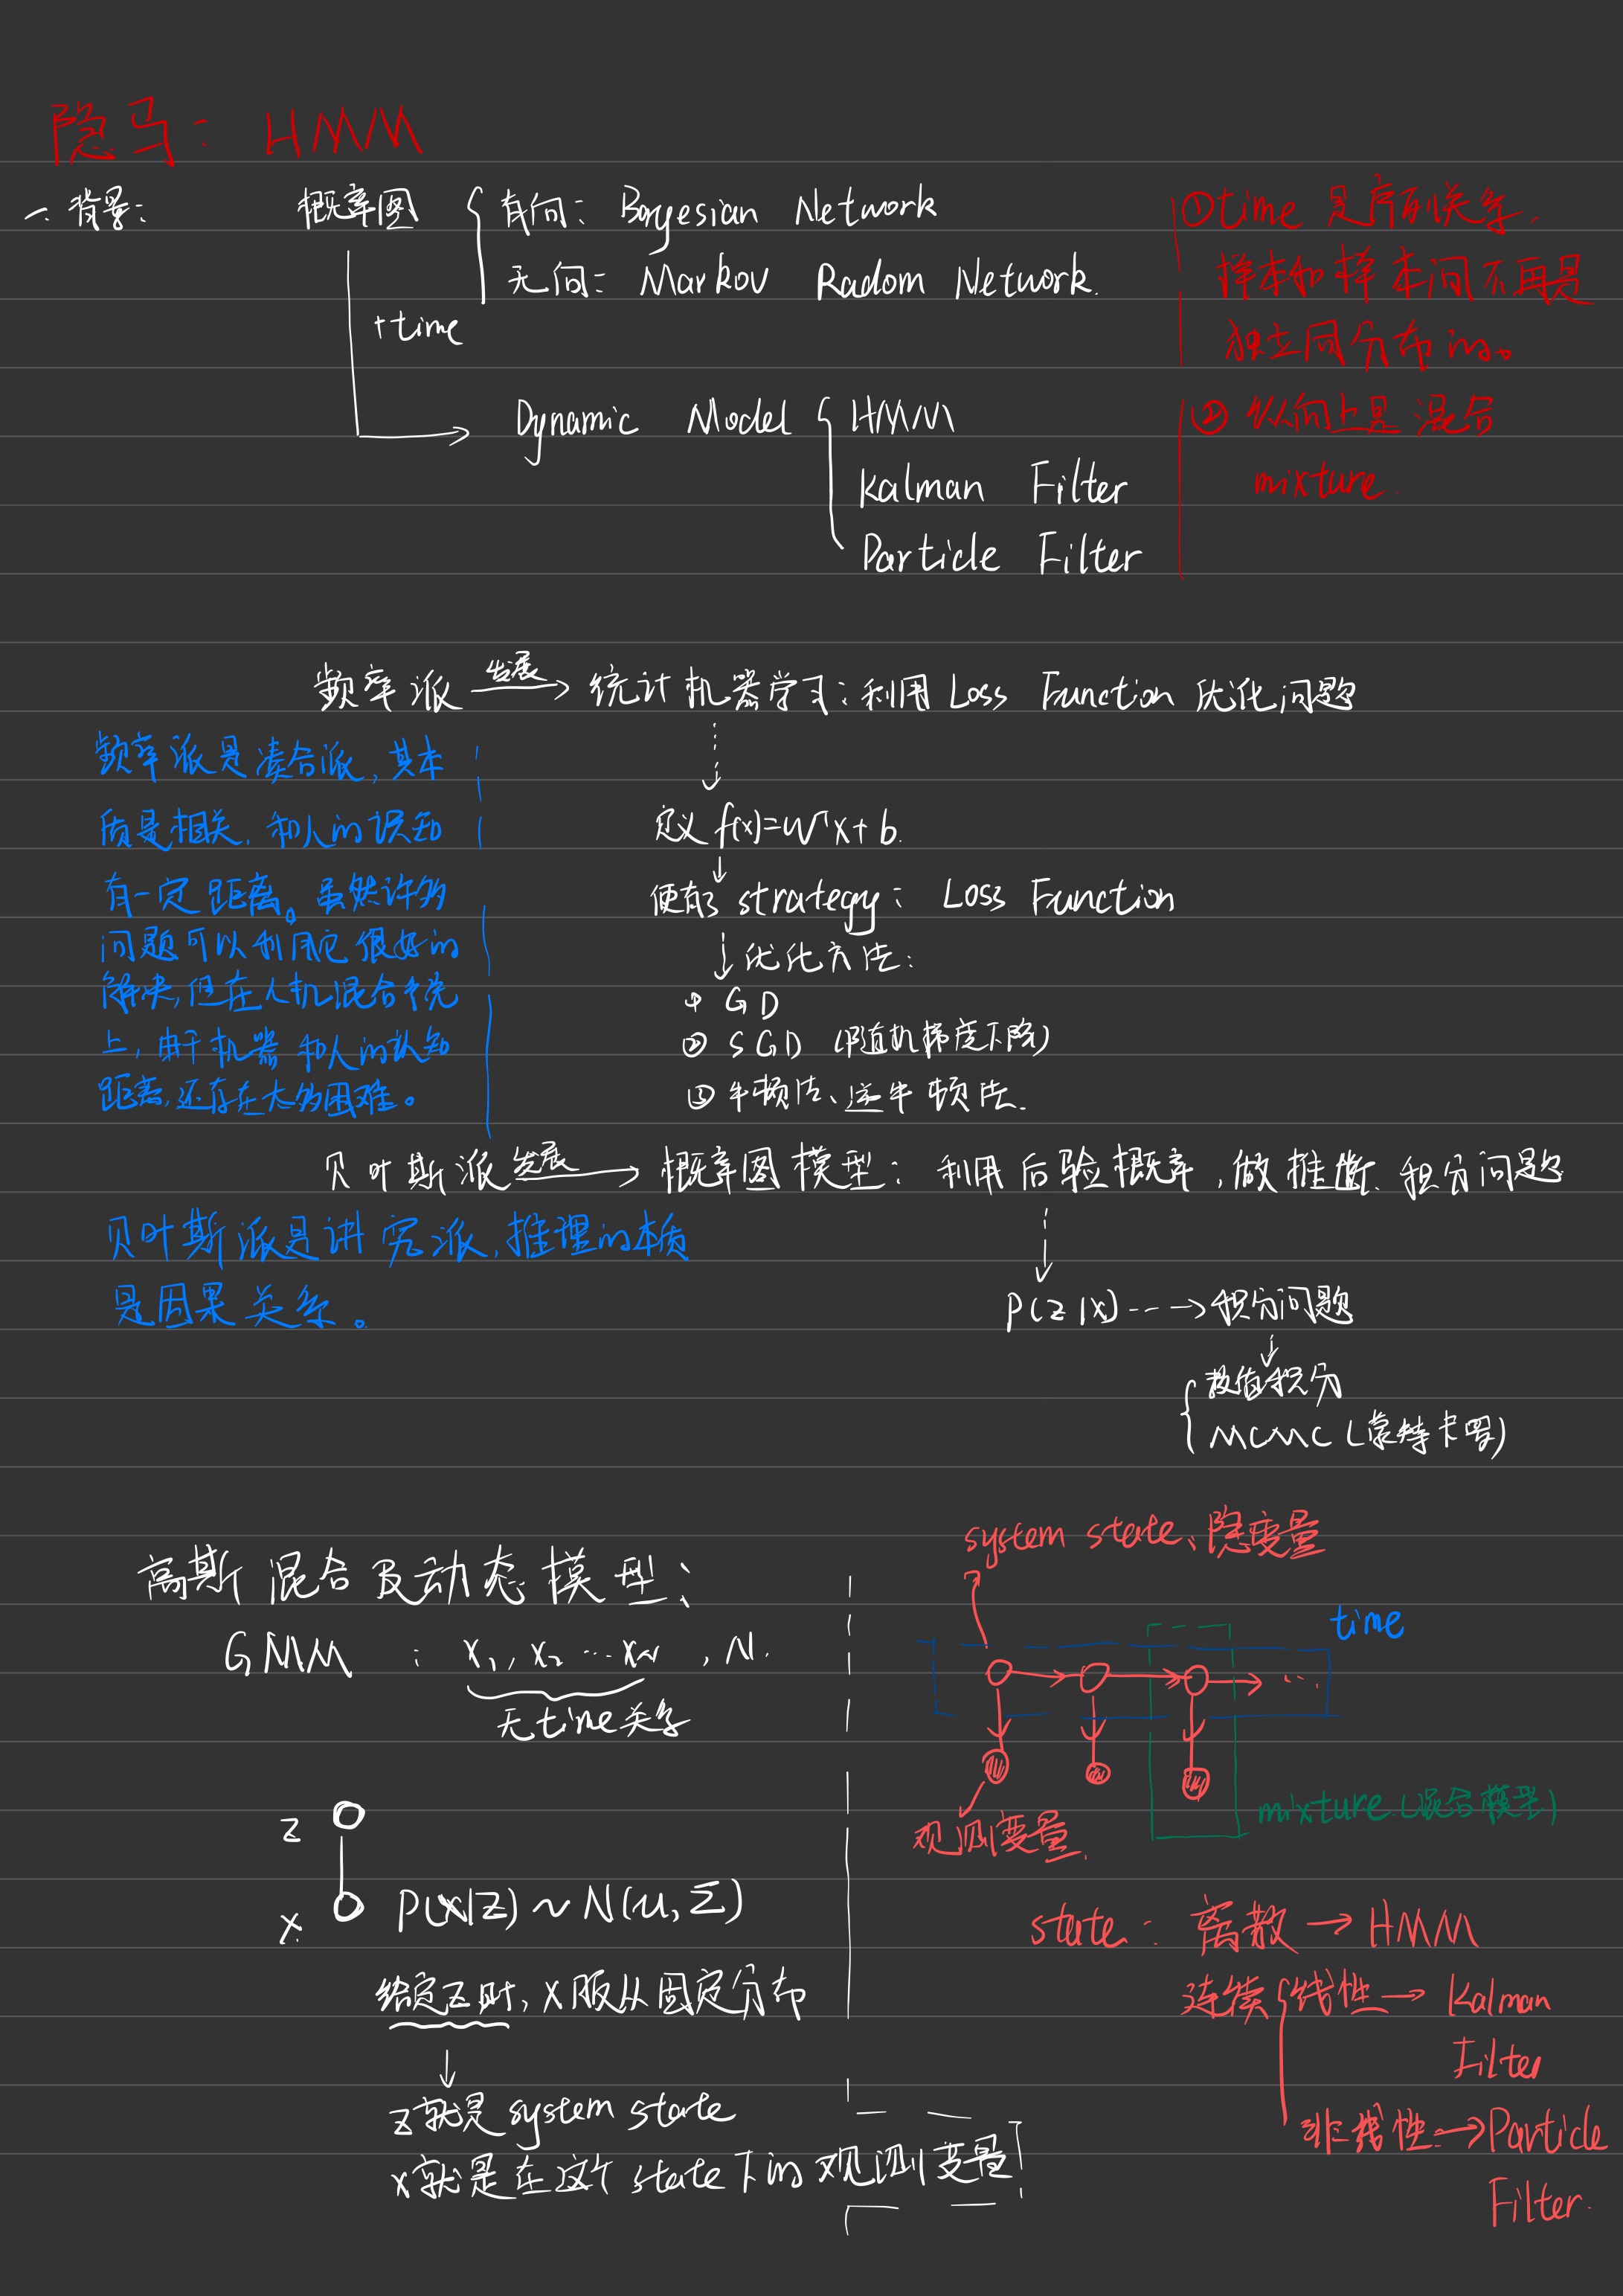 隐马: HMM
一.背景:
概率图
有向: Bayesian Network
无向: Markov Radom Network.
+time
Dynamic Model
HMM
Kalman Filter
Particle Filter
①time 是序列关系,
样本和样本间不再是
独立同分布的。
② 纵向上是混合
mixture.
频率派 发展 → 统计机器学习: 利用 Loss Function 优化问题
频率派是凑合派, 其本
质是相关, 和人的认知
有一定距离。虽然许多
问题可以利用它很好的
解决, 但在人机混合系统
上, 由于机器和人的认知
距离, 还存在太多困难。
定义 f(x)=Wᵀx+b.
便有了 strategy: Loss Function
↓ 优化方法:
① GD
② SGD (随机梯度下降)
③ 牛顿法、拟牛顿法.
贝叶斯派 发展 → 概率图模型: 利用后验概率, 做推断. 积分问题
贝叶斯派是讲究派, 推理的本质
是因果关系。
P(Z|X) ---→ 积分问题
数值积分
MCMC (蒙特卡罗)
高斯混合及动态模型:
GMM : x₁, x₂ ... xₙ , N.
无time关系
z
x
P(X|Z) ~ N(μ, Σ)
给定z时, x服从固定分布
↓
z就是 system state
x就是在这个 state下的观测变量
system state、隐变量
time
观测变量.
mixture.(混合模型)
state: 离散 → HMM
连续 线性 → Kalman
Filter
非线性 → Particle
Filter.